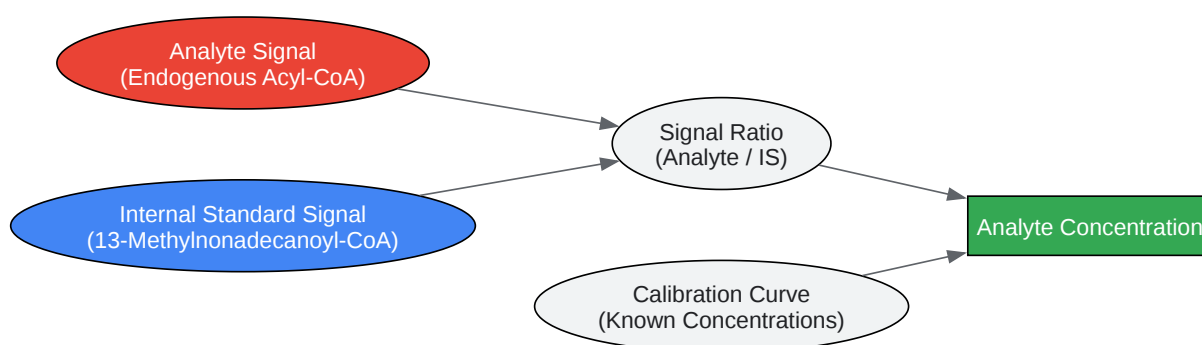 Analyte Signal
(Endogenous Acyl-CoA)
Internal Standard Signal
(13-Methylnonadecanoyl-CoA)
Signal Ratio
(Analyte / IS)
Calibration Curve
(Known Concentrations)
Analyte Concentration